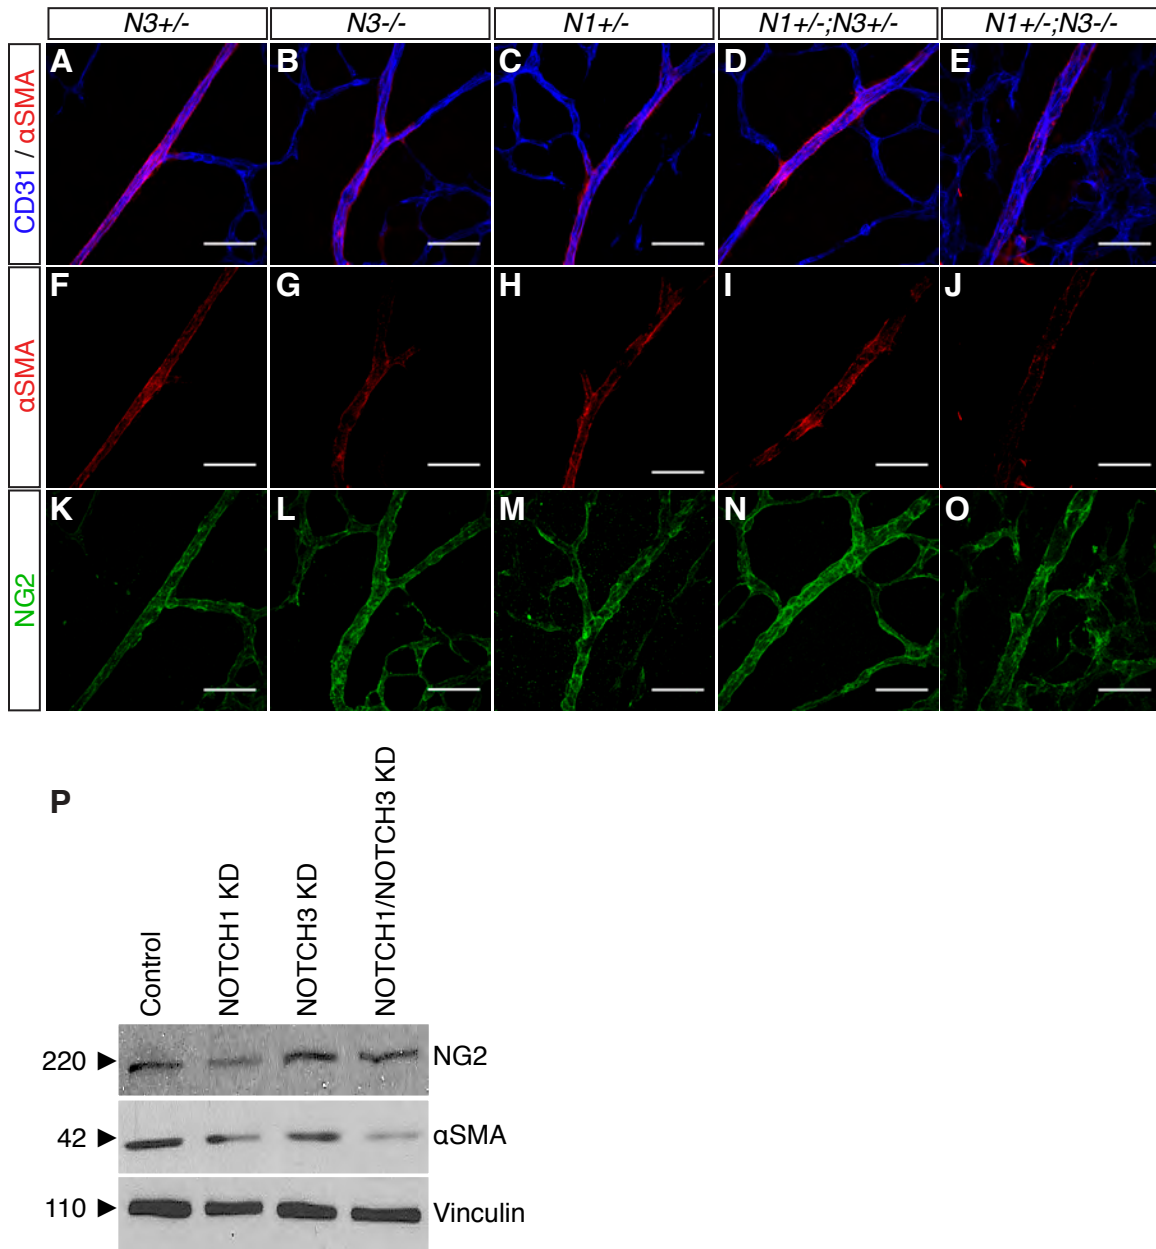 N3+/-
N3-/-
N1+/-
N1+/-;N3+/-
N1+/-;N3-/-
CD31 / αSMA
A
B
C
D
E
αSMA
F
G
H
I
J
NG2
K
L
M
N
O
P
Control
NOTCH1 KD
NOTCH3 KD
NOTCH1/NOTCH3 KD
220
NG2
42
αSMA
110
Vinculin